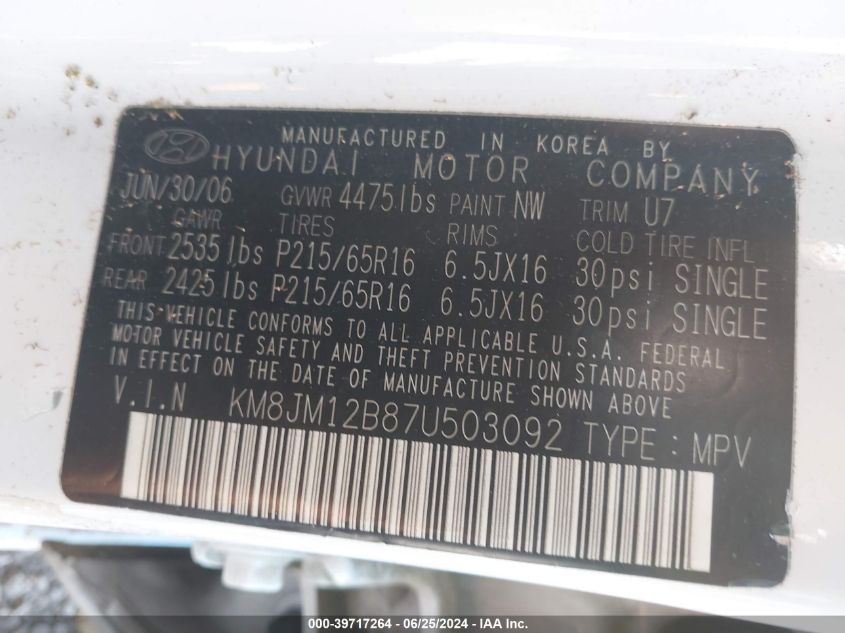 MANUFACTURED IN KOREA BY
HYUNDAI MOTOR COMPANY
JUN/30/06 GVWR 4475lbs PAINT NW TRIM U7
GAWR TIRES RIMS COLD TIRE INFL
FRONT 2535lbs P215/65R16 6.5JX16 30psi SINGLE
REAR 2425lbs P215/65R16 6.5JX16 30psi SINGLE
THIS VEHICLE CONFORMS TO ALL APPLICABLE U.S.A. FEDERAL
MOTOR VEHICLE SAFETY AND THEFT PREVENTION STANDARDS
IN EFFECT ON THE DATE OF MANUFACTURE SHOWN ABOVE
V.I.N KM8JM12B87U503092 TYPE : MPV
000-39717264 - 06/25/2024 - IAA Inc.